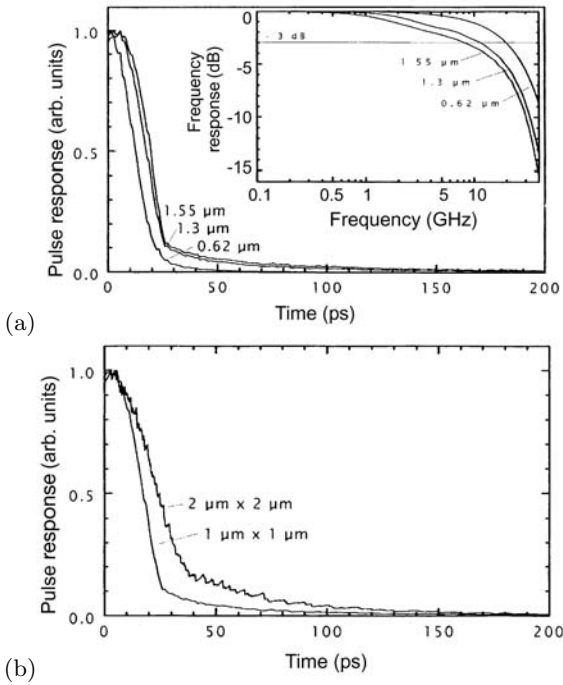 (a)
Pulse response (arb. units)
1.0
0.5
0.0
0 50 100 150 200
Time (ps)
1.55 µm
1.3 µm
0.62 µm
Frequency
response (dB)
0
-5
-10
-15
- 3 dB
1.55 µm
1.3 µm
0.62 µm
0.1 0.5 1 5 10
Frequency (GHz)
(b)
Pulse response (arb. units)
1.0
0.5
0.0
2 µm x 2 µm
1 µm x 1 µm
0 50 100 150 200
Time (ps)